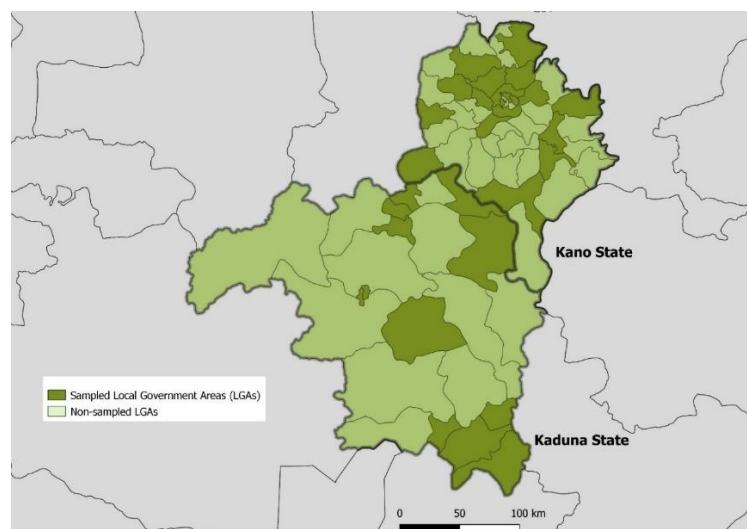 Kano State
Sampled Local Government Areas (LGAs)
Non-sampled LGAs
Kaduna State
0 50 100 km